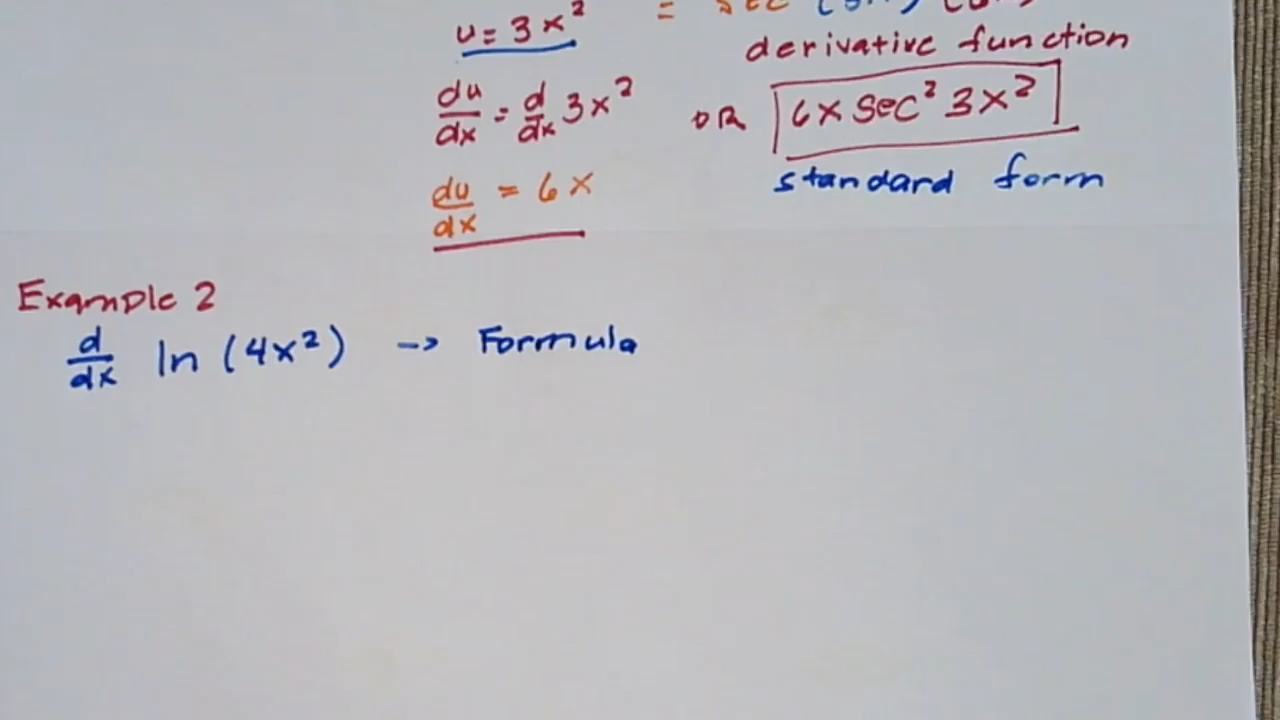 u = 3x²
=
derivative function
du/dx = d/dx 3x²
OR 6x sec² 3x²
standard form
du/dx = 6x
Example 2
d/dx ln (4x²) -> Formula